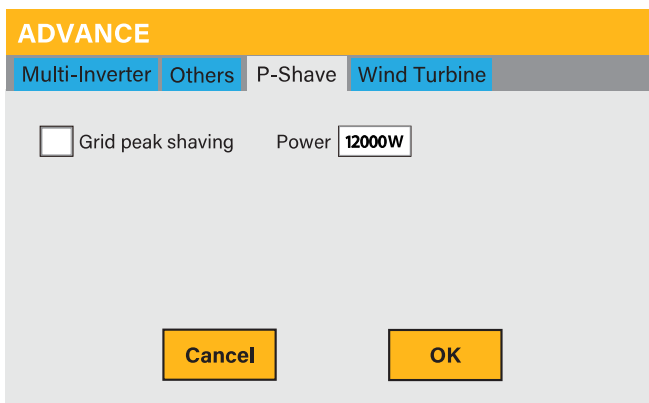 ADVANCE
Multi-Inverter Others P-Shave Wind Turbine
Grid peak shaving Power 12000W
Cancel OK